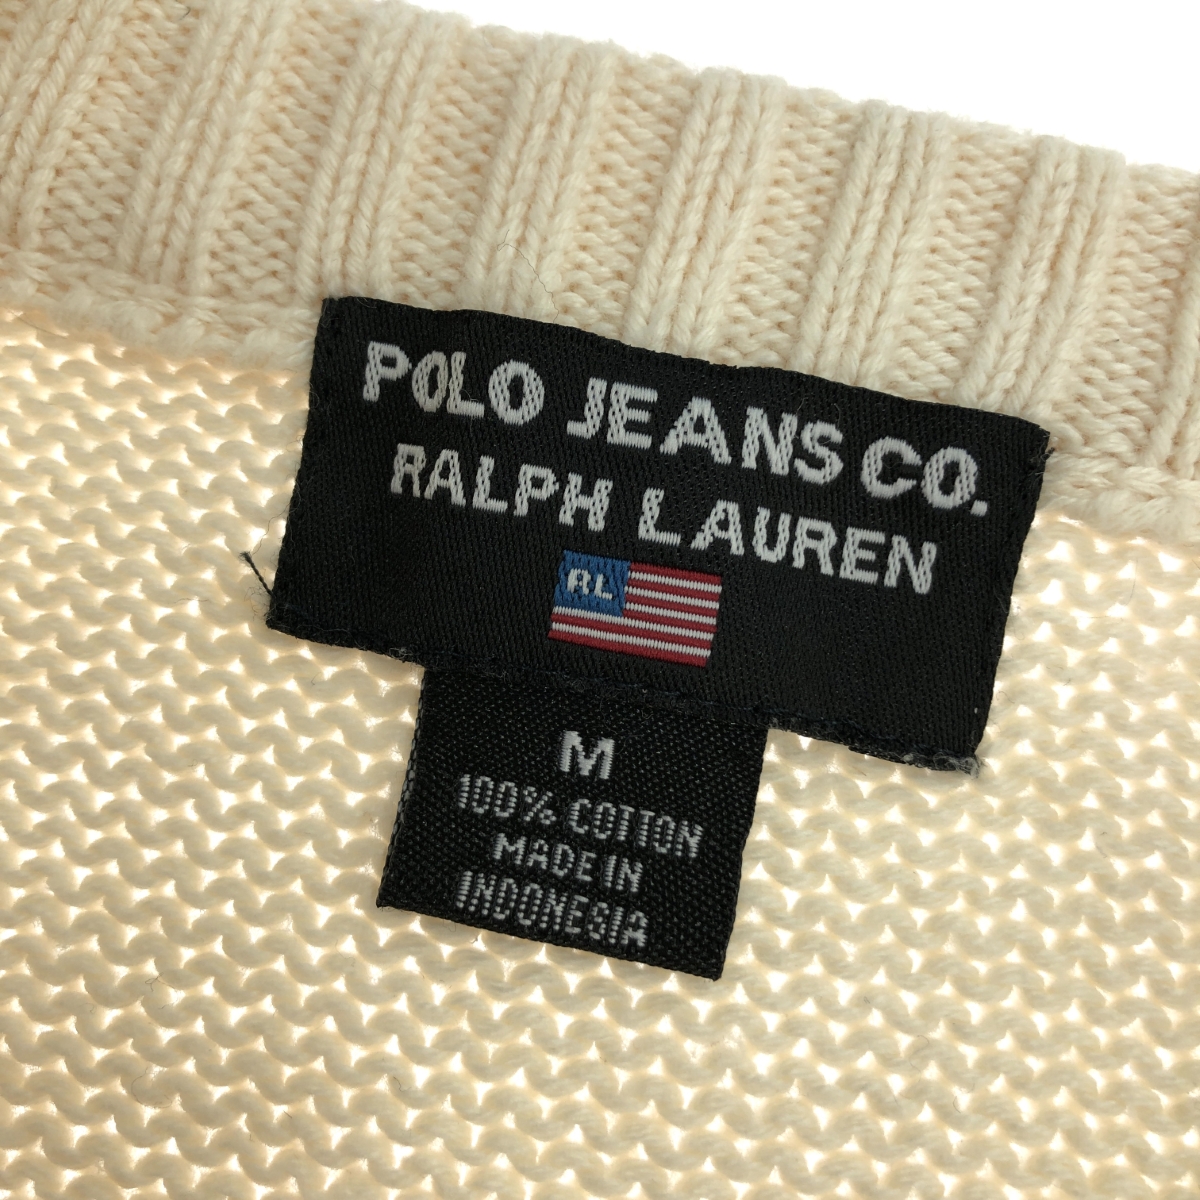 POLO JEANS CO.
RALPH LAUREN
RL
M
100% COTTON
MADE IN
INDONESIA